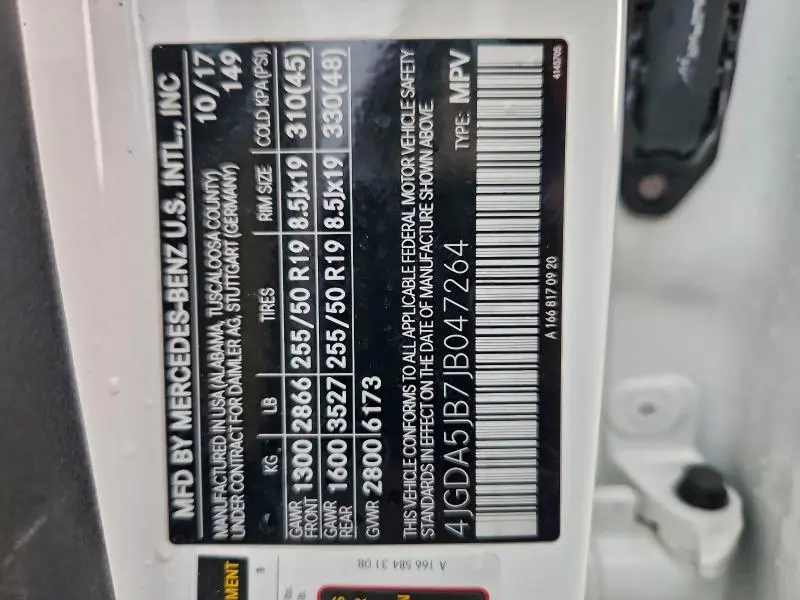 MFD BY MERCEDES-BENZ U.S. INTL., INC
MANUFACTURED IN USA (ALABAMA, TUSCALOOSA COUNTY) 10/17
UNDER CONTRACT FOR DAIMLER AG, STUTTGART (GERMANY) 149
KG LB TIRES RIM SIZE COLD KPA (PSI)
GAWR FRONT 1300 2866 255/50 R19 8.5Jx19 310(45)
GAWR REAR 1600 3527 255/50 R19 8.5Jx19 330(48)
GVWR 2800 6173
THIS VEHICLE CONFORMS TO ALL APPLICABLE FEDERAL MOTOR VEHICLE SAFETY
STANDARDS IN EFFECT ON THE DATE OF MANUFACTURE SHOWN ABOVE.
4JGDA5JB7JB047264 TYPE: MPV
A 166 817 09 20
4145705
A 166 584 31 08